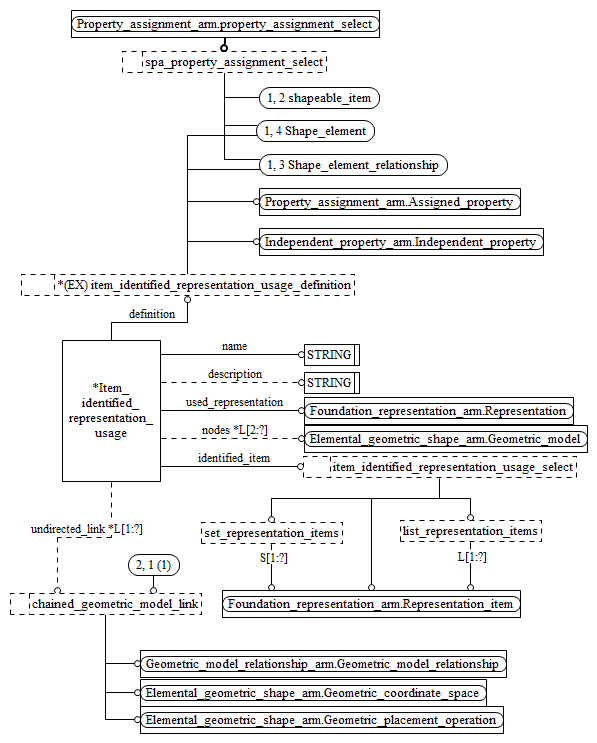 Property_assignment_arm.property_assignment_select
spa_property_assignment_select
1, 2 shapeable_item
1, 4 Shape_element
1, 3 Shape_element_relationship
Property_assignment_arm.Assigned_property
Independent_property_arm.Independent_property
*(EX) item_identified_representation_usage_definition
definition
name
STRING
*Item_
identified_
representation_
usage
description
STRING
used_representation
Foundation_representation_arm.Representation
nodes *L[2:?]
Elemental_geometric_shape_arm.Geometric_model
identified_item
item_identified_representation_usage_select
undirected_link *L[1:?]
set_representation_items
list_representation_items
S[1:?]
L[1:?]
2, 1 (1)
chained_geometric_model_link
Foundation_representation_arm.Representation_item
Geometric_model_relationship_arm.Geometric_model_relationship
Elemental_geometric_shape_arm.Geometric_coordinate_space
Elemental_geometric_shape_arm.Geometric_placement_operation